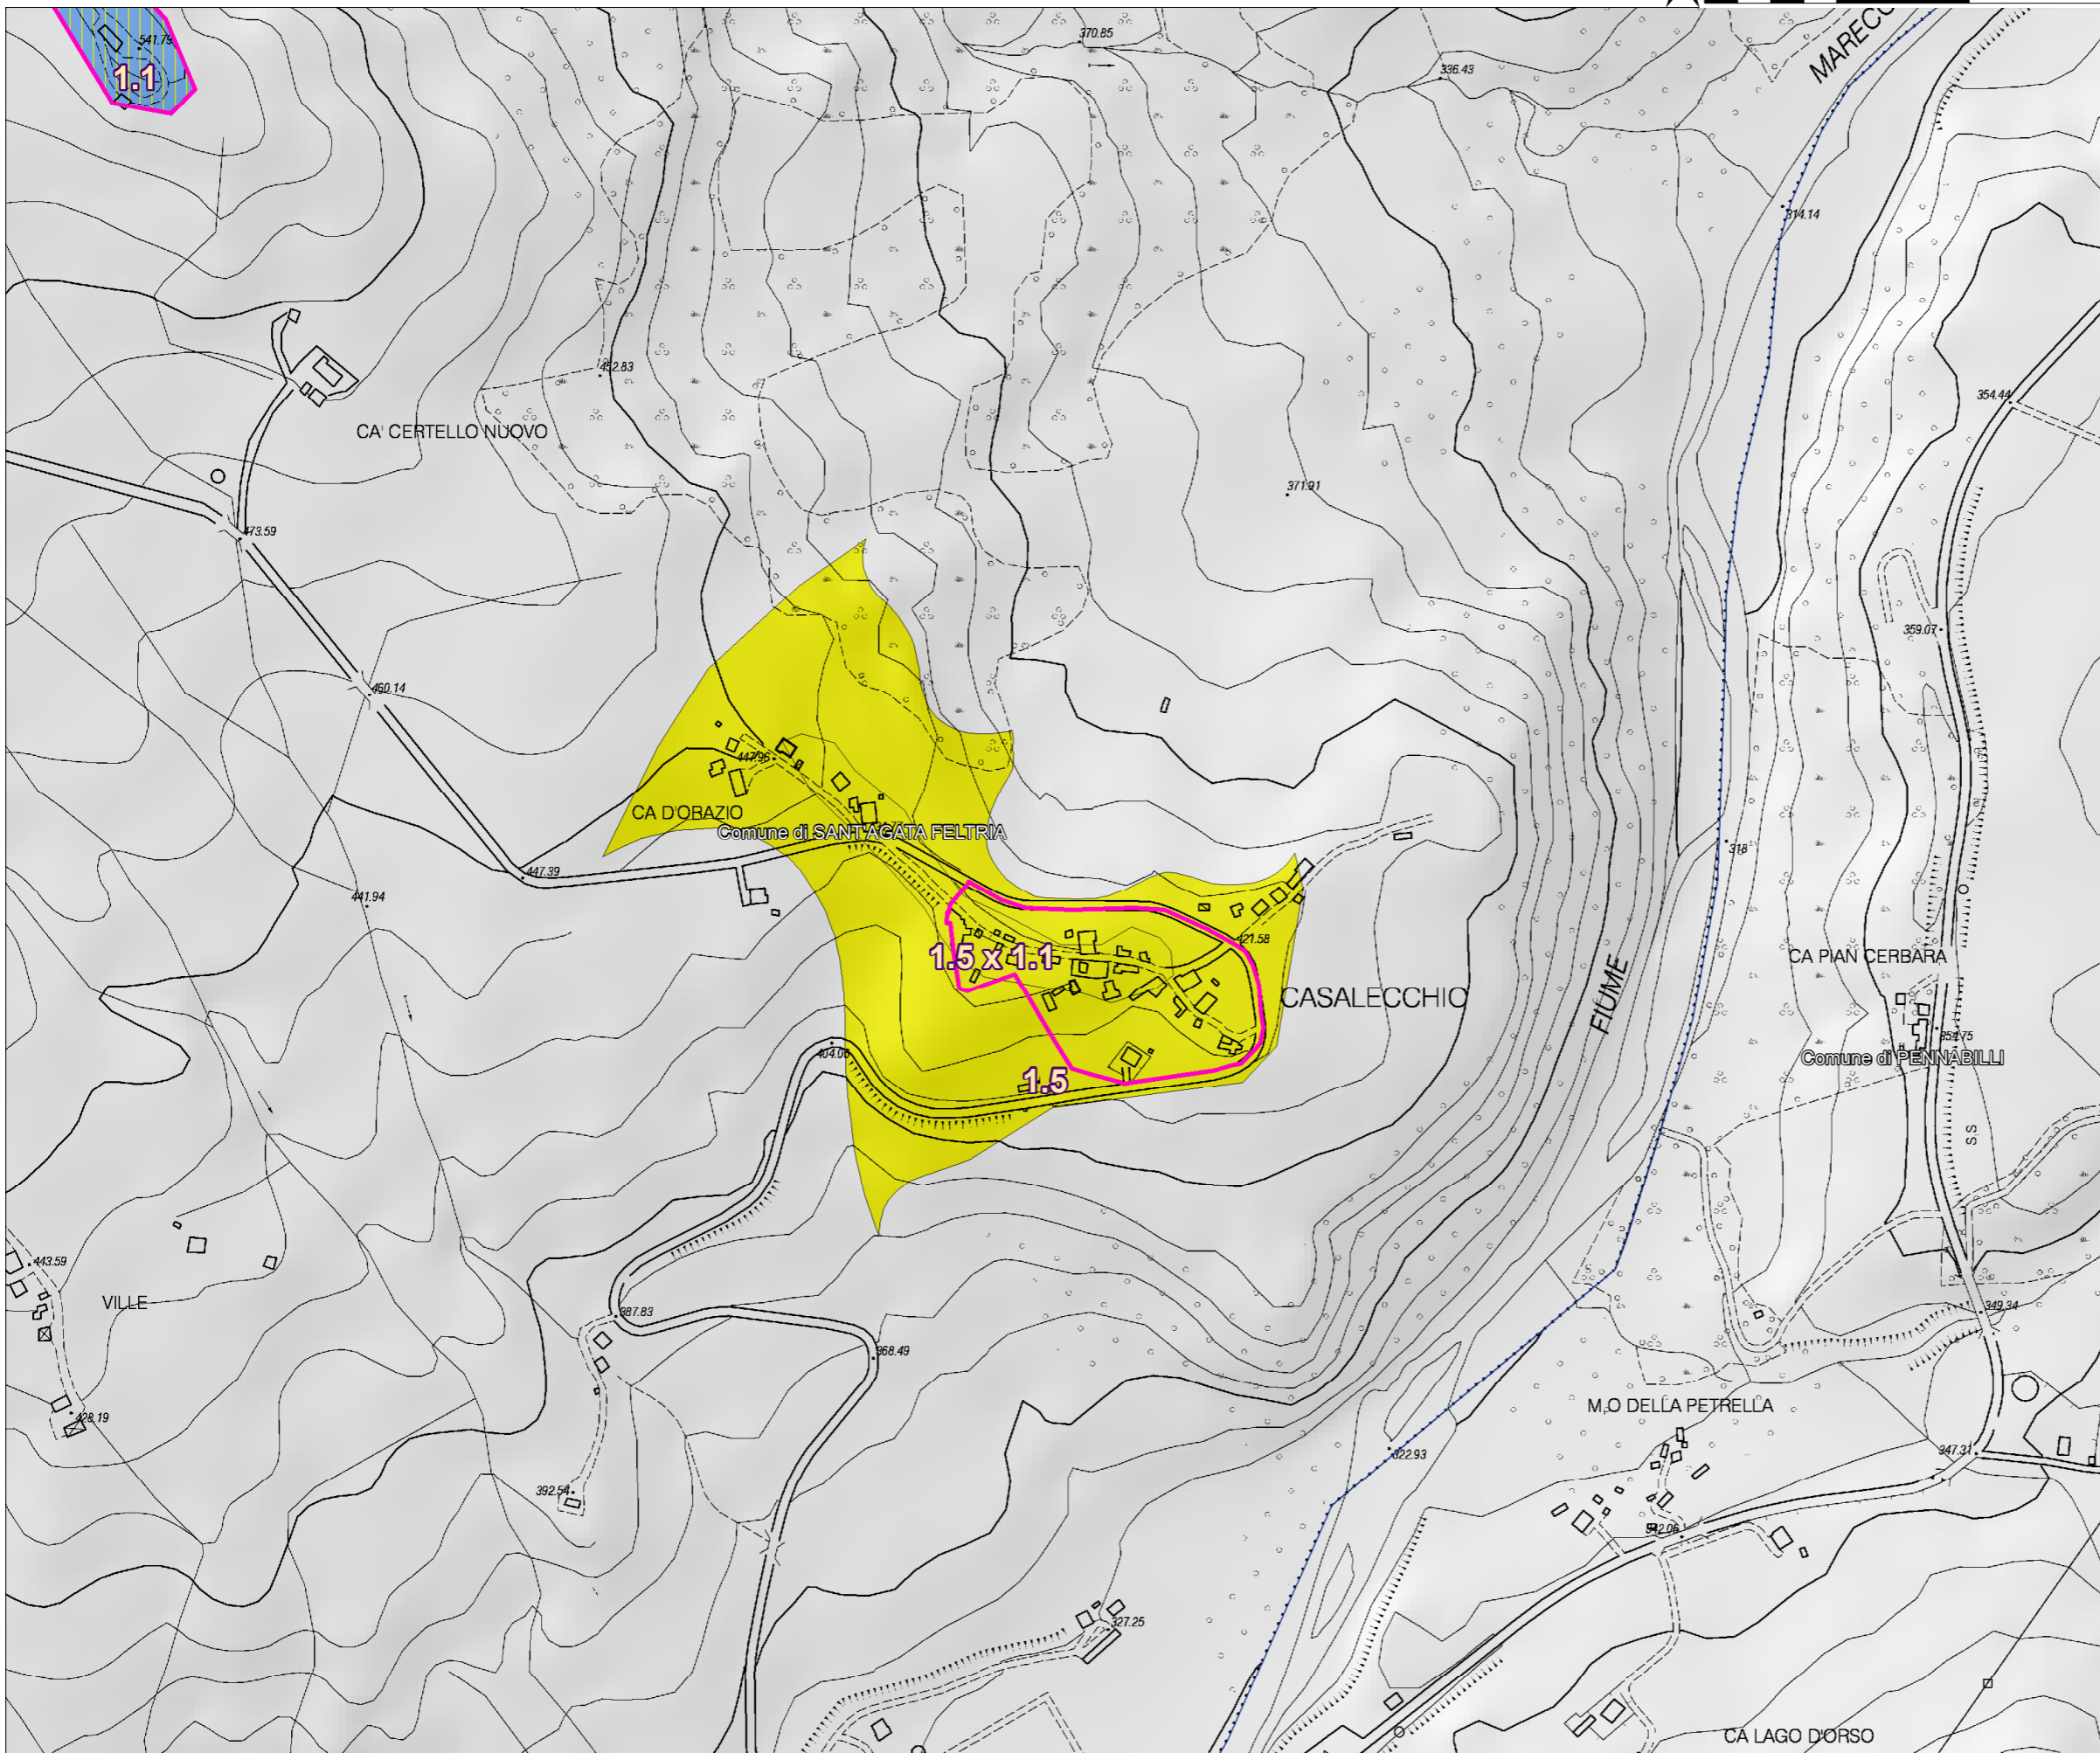 541.79
1.1
370.85
336.43
MARECC
314.14
452.83
354.44
CA' CERTELLO NUOVO
371.91
473.59
359.07
460.14
447.96
CA D'ORAZIO
Comune di SANT'AGATA FELTRIA
318
447.39
441.94
421.58
1.5 x 1.1
CA PIAN CERBARA
CASALECCHIO
FIUME
404.06
Comune di PENNABILLI
1.5
S.S
443.59
VILLE
387.83
349.34
368.49
M.O DELLA PETRELLA
428.19
322.93
347.31
392.54
342.06
327.25
CA LAGO D'ORSO